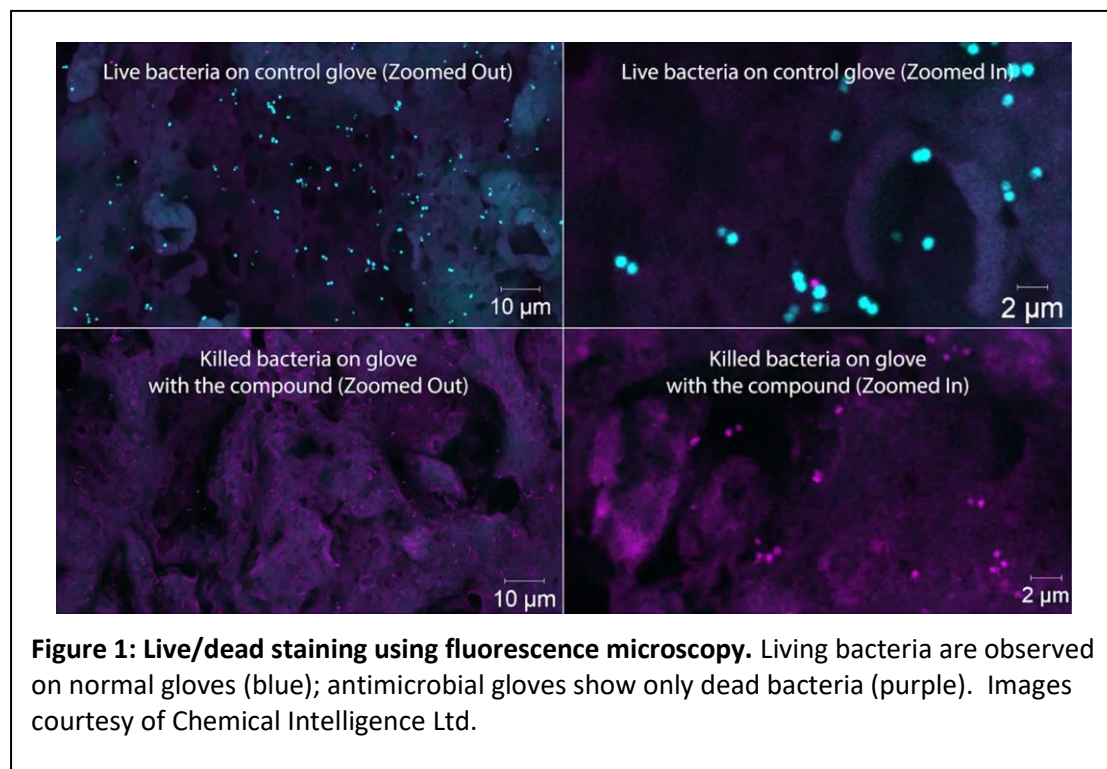 Live bacteria on control glove (Zoomed Out)
Live bacteria on control glove (Zoomed In)
10 µm
2 µm
Killed bacteria on glove
with the compound (Zoomed Out)
Killed bacteria on glove
with the compound (Zoomed In)
10 µm
2 µm
Figure 1: Live/dead staining using fluorescence microscopy. Living bacteria are observed
on normal gloves (blue); antimicrobial gloves show only dead bacteria (purple).  Images
courtesy of Chemical Intelligence Ltd.